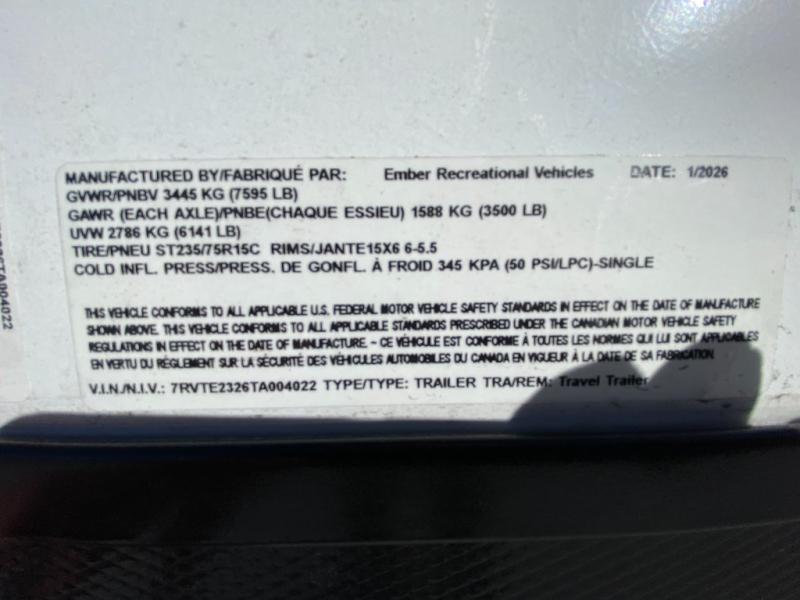 MANUFACTURED BY/FABRIQUÉ PAR: Ember Recreational Vehicles DATE: 1/2026
GVWR/PNBV 3445 KG (7595 LB)
GAWR (EACH AXLE)/PNBE(CHAQUE ESSIEU) 1588 KG (3500 LB)
UVW 2786 KG (6141 LB)
TIRE/PNEU ST235/75R15C RIMS/JANTE15X6 6-5.5
COLD INFL. PRESS/PRESS. DE GONFL. À FROID 345 KPA (50 PSI/LPC)-SINGLE
THIS VEHICLE CONFORMS TO ALL APPLICABLE U.S. FEDERAL MOTOR VEHICLE SAFETY STANDARDS IN EFFECT ON THE DATE OF MANUFACTURE
SHOWN ABOVE. THIS VEHICLE CONFORMS TO ALL APPLICABLE STANDARDS PRESCRIBED UNDER THE CANADIAN MOTOR VEHICLE SAFETY
REGULATIONS IN EFFECT ON THE DATE OF MANUFACTURE. ~ CE VÉHICULE EST CONFORME À TOUTES LES NORMES QUI LUI SONT APPLICABLES
EN VERTU DU RÉGLEMENT SUR LA SÉCURITÉ DES VÉHICULES AUTOMOBILES DU CANADA EN VIGUEUR À LA DATE DE SA FABRICATION.
V.I.N./N.I.V.: 7RVTE2326TA004022 TYPE/TYPE: TRAILER TRA/REM: Travel Trailer